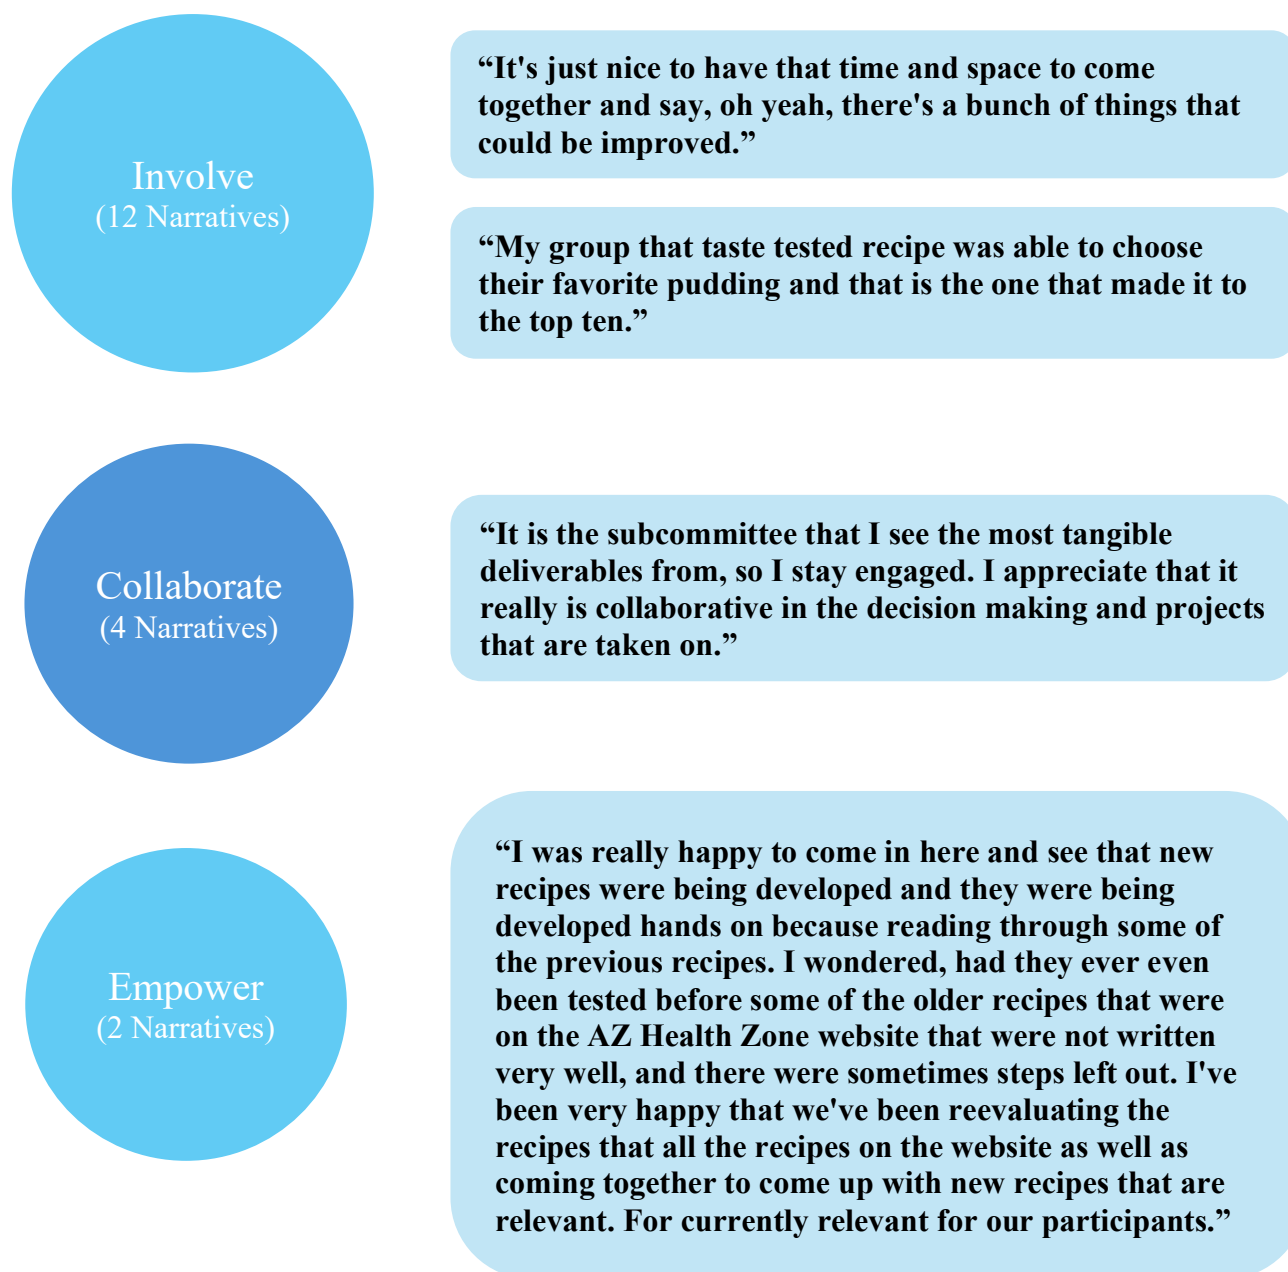 Involve
(12 Narratives)
“It's just nice to have that time and space to come
together and say, oh yeah, there's a bunch of things that
could be improved.”
“My group that taste tested recipe was able to choose
their favorite pudding and that is the one that made it to
the top ten.”
Collaborate
(4 Narratives)
“It is the subcommittee that I see the most tangible
deliverables from, so I stay engaged. I appreciate that it
really is collaborative in the decision making and projects
that are taken on.”
Empower
(2 Narratives)
“I was really happy to come in here and see that new
recipes were being developed and they were being
developed hands on because reading through some of
the previous recipes. I wondered, had they ever even
been tested before some of the older recipes that were
on the AZ Health Zone website that were not written
very well, and there were sometimes steps left out. I've
been very happy that we've been reevaluating the
recipes that all the recipes on the website as well as
coming together to come up with new recipes that are
relevant. For currently relevant for our participants.”